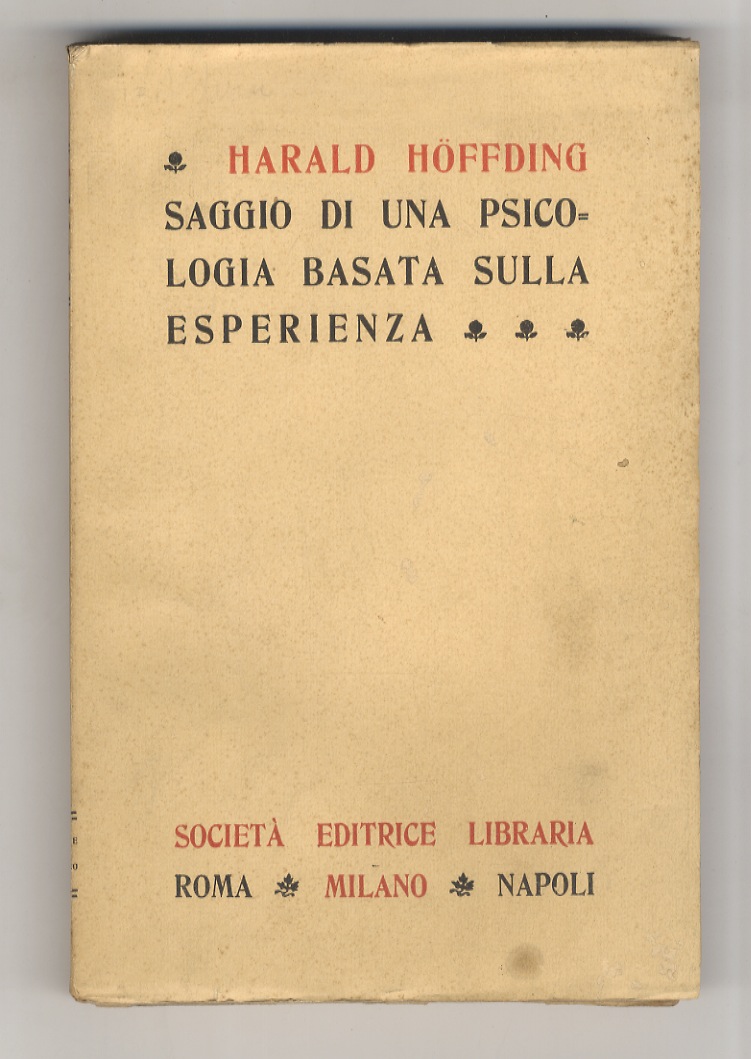 HARALD HÖFFDING
SAGGIO DI UNA PSICO=
LOGIA BASATA SULLA
ESPERIENZA
SOCIETÀ EDITRICE LIBRARIA
ROMA MILANO NAPOLI
E
O